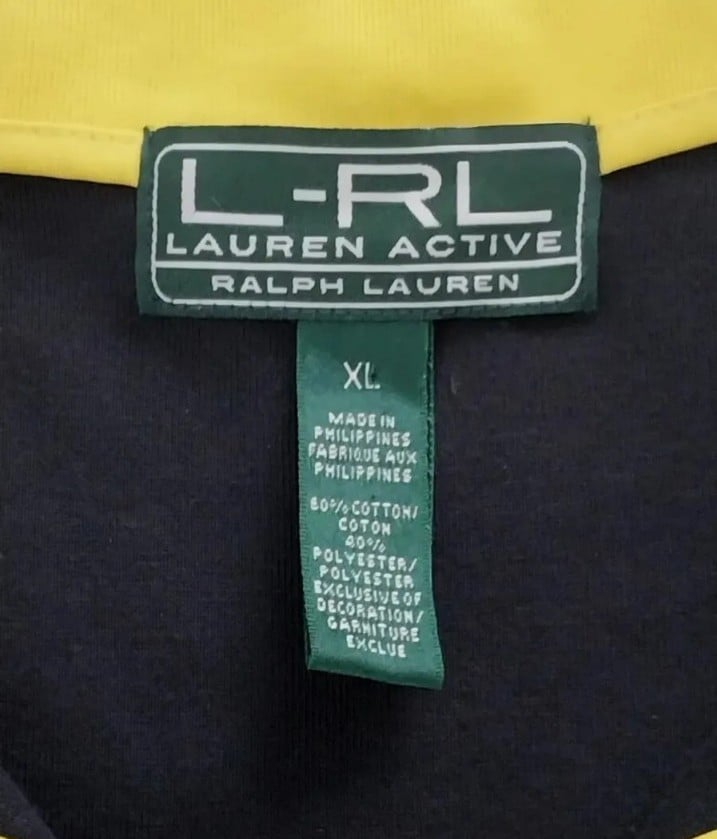 L-RL
LAUREN ACTIVE
RALPH LAUREN
XL
MADE IN
PHILIPPINES
FABRIQUE AUX
PHILIPPINES
60% COTTON/
COTON
40%
POLYESTER/
POLYESTER
EXCLUSIVE OF
DECORATION/
GARNITURE
EXCLUE